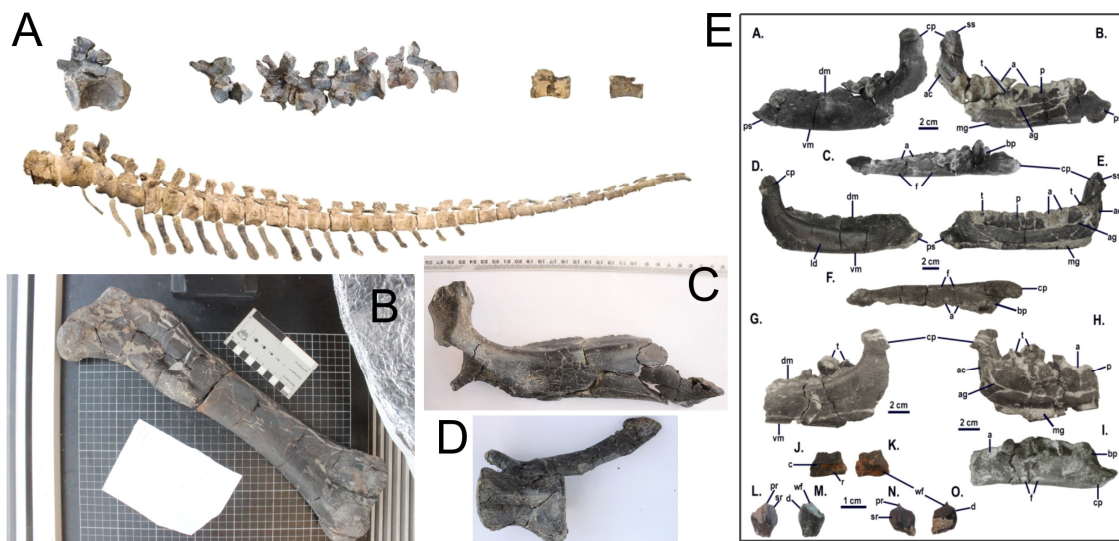 A
B
C
D
E
A.
cp
ss
B.
dm
t
a
p
ac
ps
2 cm
mg
ag
ps
vm
C.
a
bp
f
cp
D.
cp
E.
ss
dm
t
p
a
t
ac
ps
ag
ld
vm
2 cm
mg
F.
f
cp
a
bp
G.
H.
t
cp
t
a
dm
ac
p
ag
2 cm
mg
vm
2 cm
I.
J.
K.
a
bp
c
r
wf
f
cp
L.
pr
sr
wf
d
M.
1 cm
pr
N.
sr
O.
d